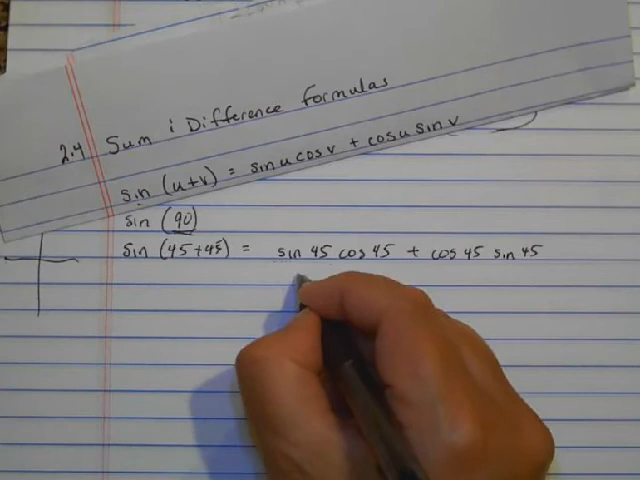 2.4 Sum & Difference Formulas
sin (u+v) = sin u cos v + cos u sin v
sin (90)
sin (45+45) = sin 45 cos 45 + cos 45 sin 45